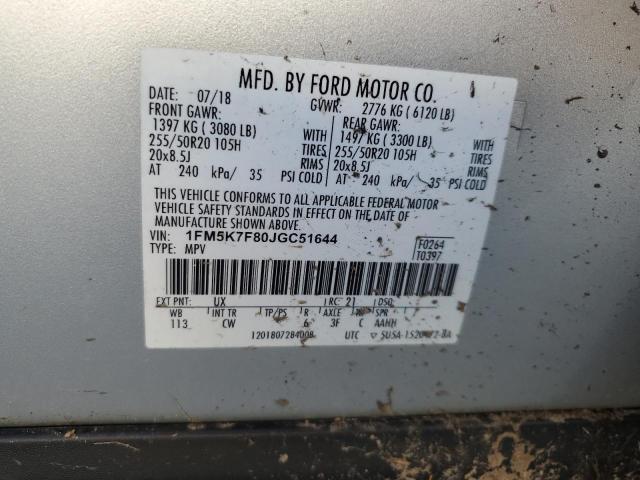 MFD. BY FORD MOTOR CO.
DATE: 07/18 GVWR: 2776 KG ( 6120 LB)
FRONT GAWR: REAR GAWR:
1397 KG ( 3080 LB) WITH 1497 KG ( 3300 LB) WITH
255/50R20 105H TIRES 255/50R20 105H TIRES
20x8.5J RIMS 20x8.5J RIMS
AT 240 kPa/ 35 PSI COLD AT 240 kPa/ 35 PSI COLD
THIS VEHICLE CONFORMS TO ALL APPLICABLE FEDERAL MOTOR
VEHICLE SAFETY STANDARDS IN EFFECT ON THE DATE OF
MANUFACTURE SHOWN ABOVE.
VIN: 1FM5K7F80JGC51644 F0264
TYPE: MPV T0397
EXT PNT: UX RC: 21 DSO:
WB INT TR TP/PS R AXLE SPR
113 CW 6 3F C AAHH
1201807284008 UTC